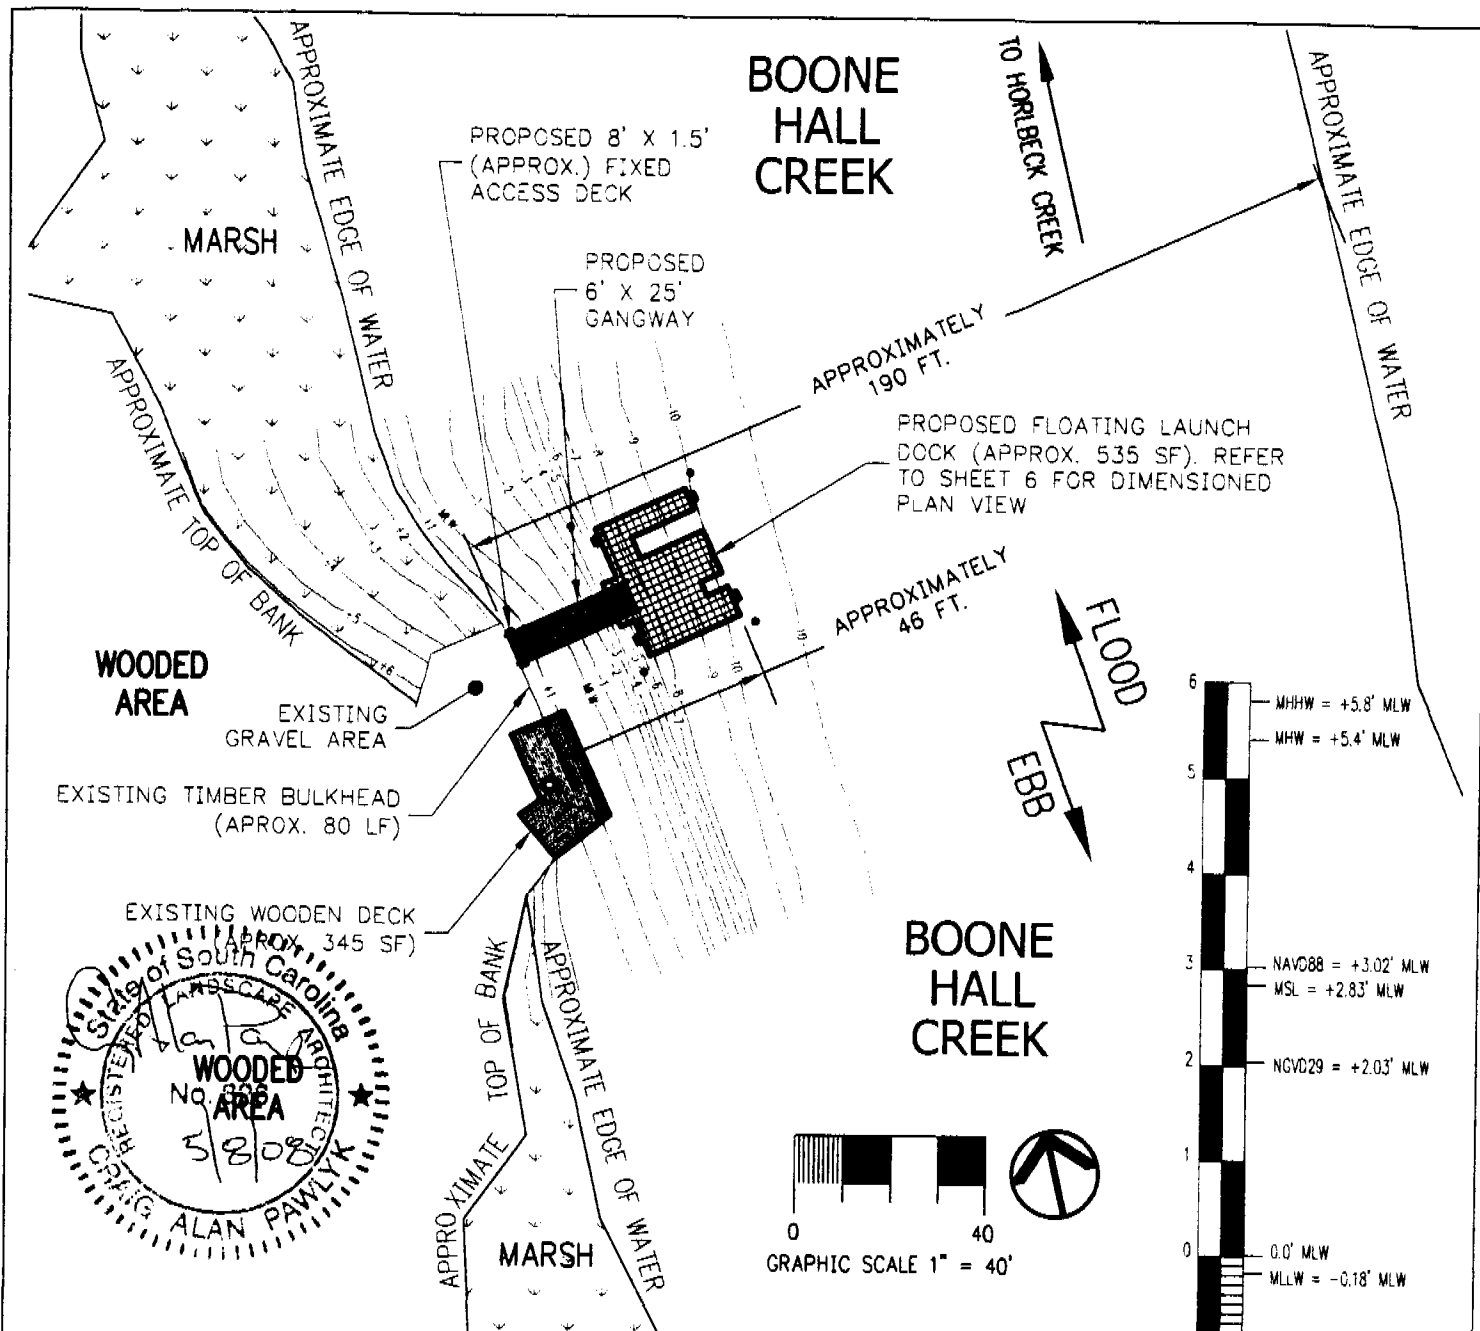 BOONE
HALL
CREEK
TO HORLBECK CREEK
APPROXIMATE EDGE OF WATER
APPROXIMATE EDGE OF WATER
PROPOSED 8' X 1.5'
(APPROX.) FIXED
ACCESS DECK
MARSH
PROPOSED
6' X 25'
GANGWAY
APPROXIMATELY
190 FT.
APPROXIMATE TOP OF BANK
PROPOSED FLOATING LAUNCH
DOCK (APPROX. 535 SF). REFER
TO SHEET 6 FOR DIMENSIONED
PLAN VIEW
APPROXIMATELY
46 FT.
WOODED
AREA
EXISTING
GRAVEL AREA
EXISTING TIMBER BULKHEAD
(APROX. 80 LF)
EXISTING WOODEN DECK
(APROX. 345 SF)
FLOOD
EBB
6
MHHW = +5.8' MLW
MHW = +5.4' MLW
5
4
3
NAVD88 = +3.02' MLW
MSL = +2.83' MLW
2
NGVD29 = +2.03' MLW
1
0
0.0' MLW
MLLW = -0.18' MLW
BOONE
HALL
CREEK
State of South Carolina
REGISTERED LANDSCAPE ARCHITECT
CRAIG ALAN PAWLYK
No.
WOODED
AREA
5 8 08
APPROXIMATE TOP OF BANK
APPROXIMATE EDGE OF WATER
MARSH
0 40
GRAPHIC SCALE 1" = 40'